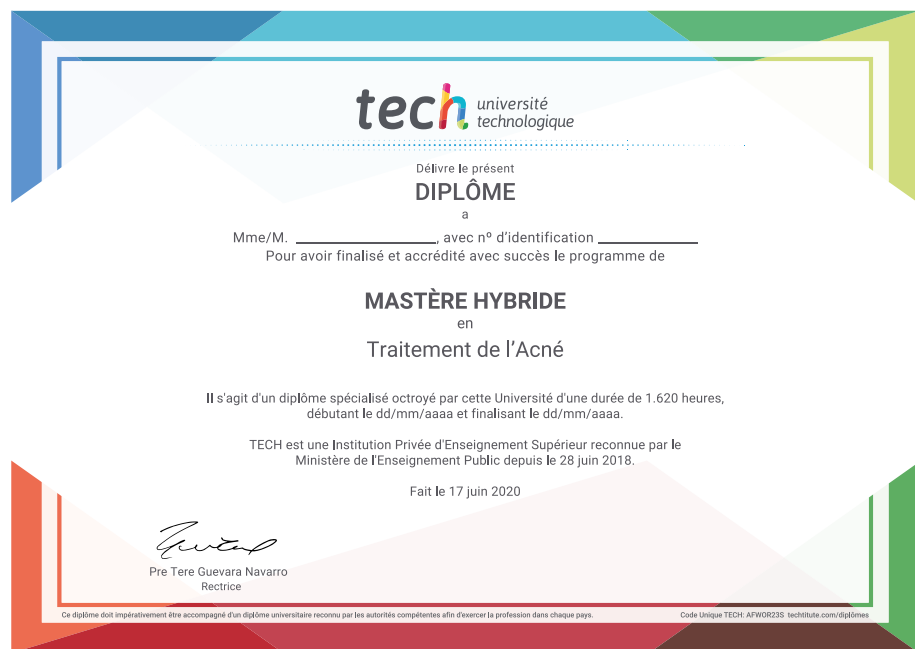 tech université
technologique
Délivre le présent
DIPLÔME
a
Mme/M. ____________, avec nº d'identification ____________
Pour avoir finalisé et accrédité avec succès le programme de
MASTÈRE HYBRIDE
en
Traitement de l'Acné
Il s'agit d'un diplôme spécialisé octroyé par cette Université d'une durée de 1.620 heures,
débutant le dd/mm/aaaa et finalisant le dd/mm/aaaa.
TECH est une Institution Privée d'Enseignement Supérieur reconnue par le
Ministère de l'Enseignement Public depuis le 28 juin 2018.
Fait le 17 juin 2020
Pre Tere Guevara Navarro
Rectrice
Ce diplôme doit impérativement être accompagné d'un diplôme universitaire reconnu par les autorités compétentes afin d'exercer la profession dans chaque pays. Code Unique TECH: AFWOR23S techtitute.com/diplômes